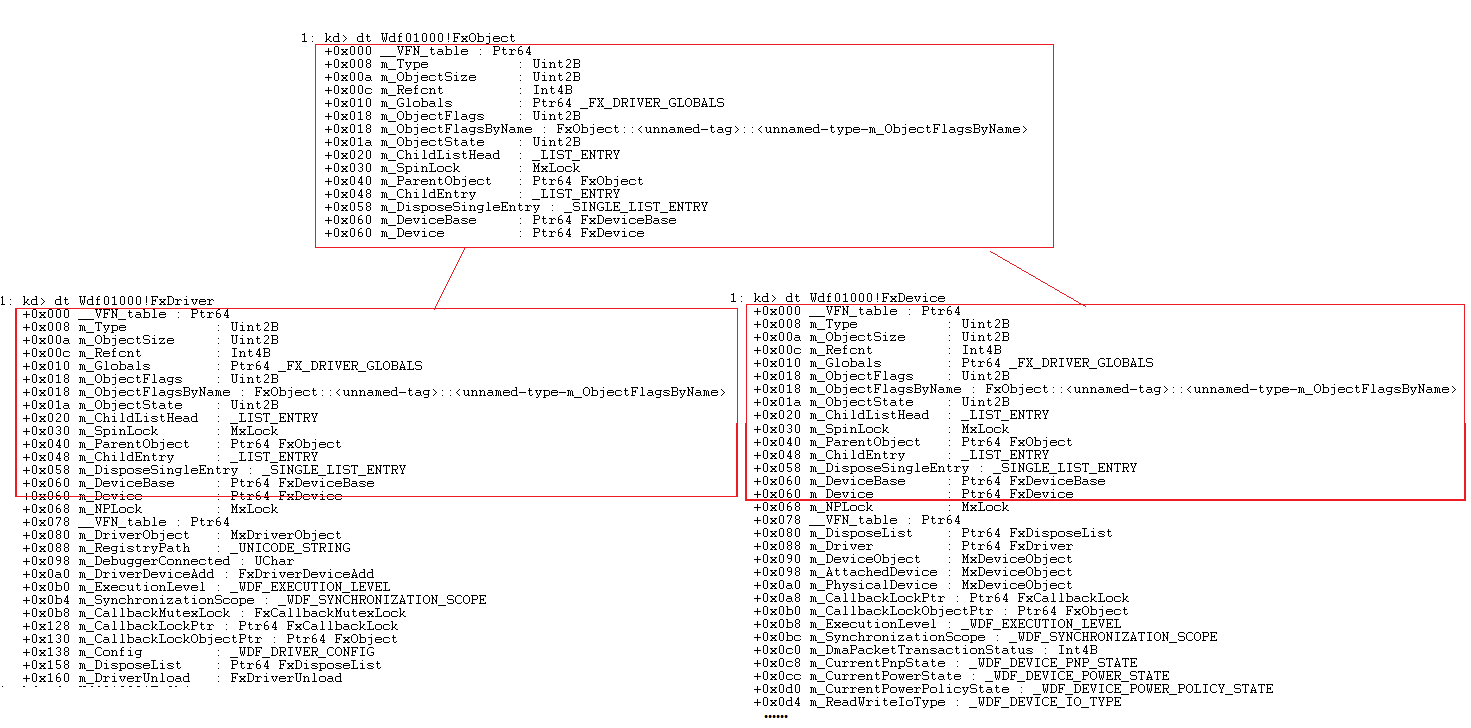 1: kd> dt Wdf01000!FxObject
+0x000 __VFN_table : Ptr64
+0x008 m_Type : Uint2B
+0x00a m_ObjectSize : Uint2B
+0x00c m_Refcnt : Int4B
+0x010 m_Globals : Ptr64 _FX_DRIVER_GLOBALS
+0x018 m_ObjectFlags : Uint2B
+0x018 m_ObjectFlagsByName : FxObject::<unnamed-tag>::<unnamed-type-m_ObjectFlagsByName>
+0x01a m_ObjectState : Uint2B
+0x020 m_ChildListHead : _LIST_ENTRY
+0x030 m_SpinLock : MxLock
+0x040 m_ParentObject : Ptr64 FxObject
+0x048 m_ChildEntry : _LIST_ENTRY
+0x058 m_DisposeSingleEntry : _SINGLE_LIST_ENTRY
+0x060 m_DeviceBase : Ptr64 FxDeviceBase
+0x060 m_Device : Ptr64 FxDevice
1: kd> dt Wdf01000!FxDriver
+0x000 __VFN_table : Ptr64
+0x008 m_Type : Uint2B
+0x00a m_ObjectSize : Uint2B
+0x00c m_Refcnt : Int4B
+0x010 m_Globals : Ptr64 _FX_DRIVER_GLOBALS
+0x018 m_ObjectFlags : Uint2B
+0x018 m_ObjectFlagsByName : FxObject::<unnamed-tag>::<unnamed-type-m_ObjectFlagsByName>
+0x01a m_ObjectState : Uint2B
+0x020 m_ChildListHead : _LIST_ENTRY
+0x030 m_SpinLock : MxLock
+0x040 m_ParentObject : Ptr64 FxObject
+0x048 m_ChildEntry : _LIST_ENTRY
+0x058 m_DisposeSingleEntry : _SINGLE_LIST_ENTRY
+0x060 m_DeviceBase : Ptr64 FxDeviceBase
+0x060 m_Device : Ptr64 FxDevice
+0x068 m_NPLock : MxLock
+0x078 __VFN_table : Ptr64
+0x080 m_DriverObject : MxDriverObject
+0x088 m_RegistryPath : _UNICODE_STRING
+0x098 m_DebuggerConnected : UChar
+0x0a0 m_DriverDeviceAdd : FxDriverDeviceAdd
+0x0b0 m_ExecutionLevel : _WDF_EXECUTION_LEVEL
+0x0b4 m_SynchronizationScope : _WDF_SYNCHRONIZATION_SCOPE
+0x0b8 m_CallbackMutexLock : FxCallbackMutexLock
+0x128 m_CallbackLockPtr : Ptr64 FxCallbackLock
+0x130 m_CallbackLockObjectPtr : Ptr64 FxObject
+0x138 m_Config : _WDF_DRIVER_CONFIG
+0x158 m_DisposeList : Ptr64 FxDisposeList
+0x160 m_DriverUnload : FxDriverUnload
1: kd> dt Wdf01000!FxDevice
+0x000 __VFN_table : Ptr64
+0x008 m_Type : Uint2B
+0x00a m_ObjectSize : Uint2B
+0x00c m_Refcnt : Int4B
+0x010 m_Globals : Ptr64 _FX_DRIVER_GLOBALS
+0x018 m_ObjectFlags : Uint2B
+0x018 m_ObjectFlagsByName : FxObject::<unnamed-tag>::<unnamed-type-m_ObjectFlagsByName>
+0x01a m_ObjectState : Uint2B
+0x020 m_ChildListHead : _LIST_ENTRY
+0x030 m_SpinLock : MxLock
+0x040 m_ParentObject : Ptr64 FxObject
+0x048 m_ChildEntry : _LIST_ENTRY
+0x058 m_DisposeSingleEntry : _SINGLE_LIST_ENTRY
+0x060 m_DeviceBase : Ptr64 FxDeviceBase
+0x060 m_Device : Ptr64 FxDevice
+0x068 m_NPLock : MxLock
+0x078 __VFN_table : Ptr64
+0x080 m_DisposeList : Ptr64 FxDisposeList
+0x088 m_Driver : Ptr64 FxDriver
+0x090 m_DeviceObject : MxDeviceObject
+0x098 m_AttachedDevice : MxDeviceObject
+0x0a0 m_PhysicalDevice : MxDeviceObject
+0x0a8 m_CallbackLockPtr : Ptr64 FxCallbackLock
+0x0b0 m_CallbackLockObjectPtr : Ptr64 FxObject
+0x0b8 m_ExecutionLevel : _WDF_EXECUTION_LEVEL
+0x0bc m_SynchronizationScope : _WDF_SYNCHRONIZATION_SCOPE
+0x0c0 m_DmaPacketTransactionStatus : Int4B
+0x0c8 m_CurrentPnpState : _WDF_DEVICE_PNP_STATE
+0x0cc m_CurrentPowerState : _WDF_DEVICE_POWER_STATE
+0x0d0 m_CurrentPowerPolicyState : _WDF_DEVICE_POWER_POLICY_STATE
+0x0d4 m_ReadWriteIoType : _WDF_DEVICE_IO_TYPE
......